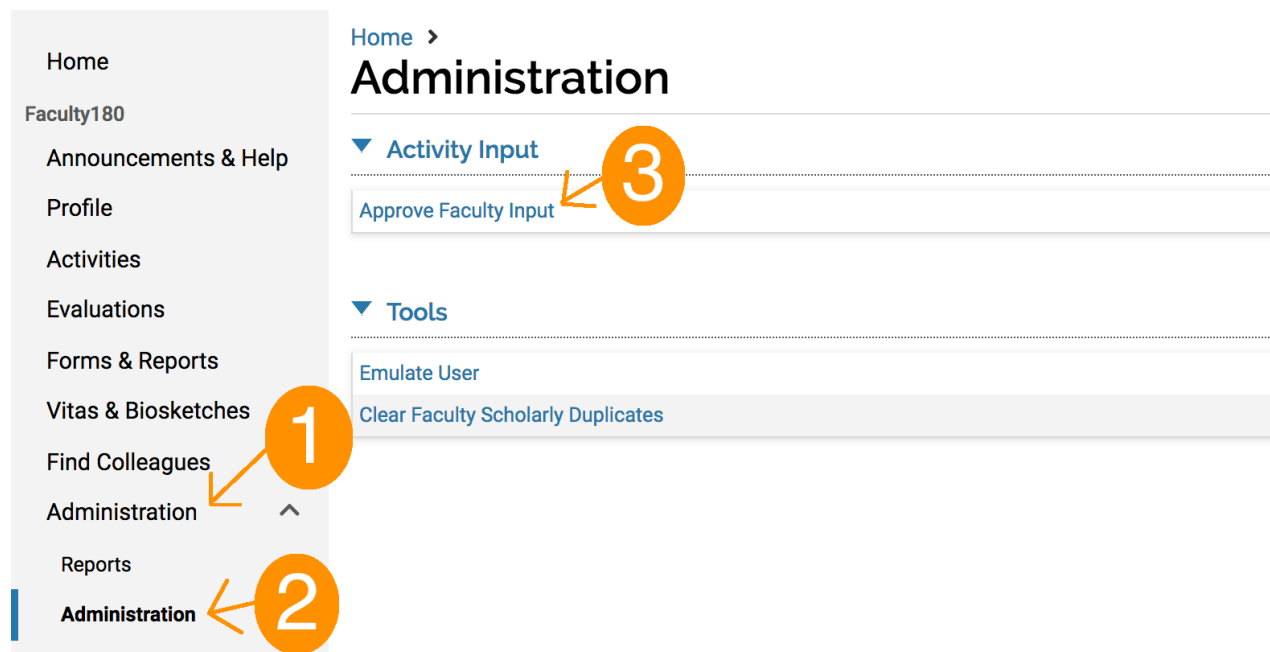 Home
Faculty180
Announcements & Help
Profile
Activities
Evaluations
Forms & Reports
Vitas & Biosketches
Find Colleagues
Administration
Reports
Administration
1
2
Home >
Administration
Activity Input
3
Approve Faculty Input
Tools
Emulate User
Clear Faculty Scholarly Duplicates